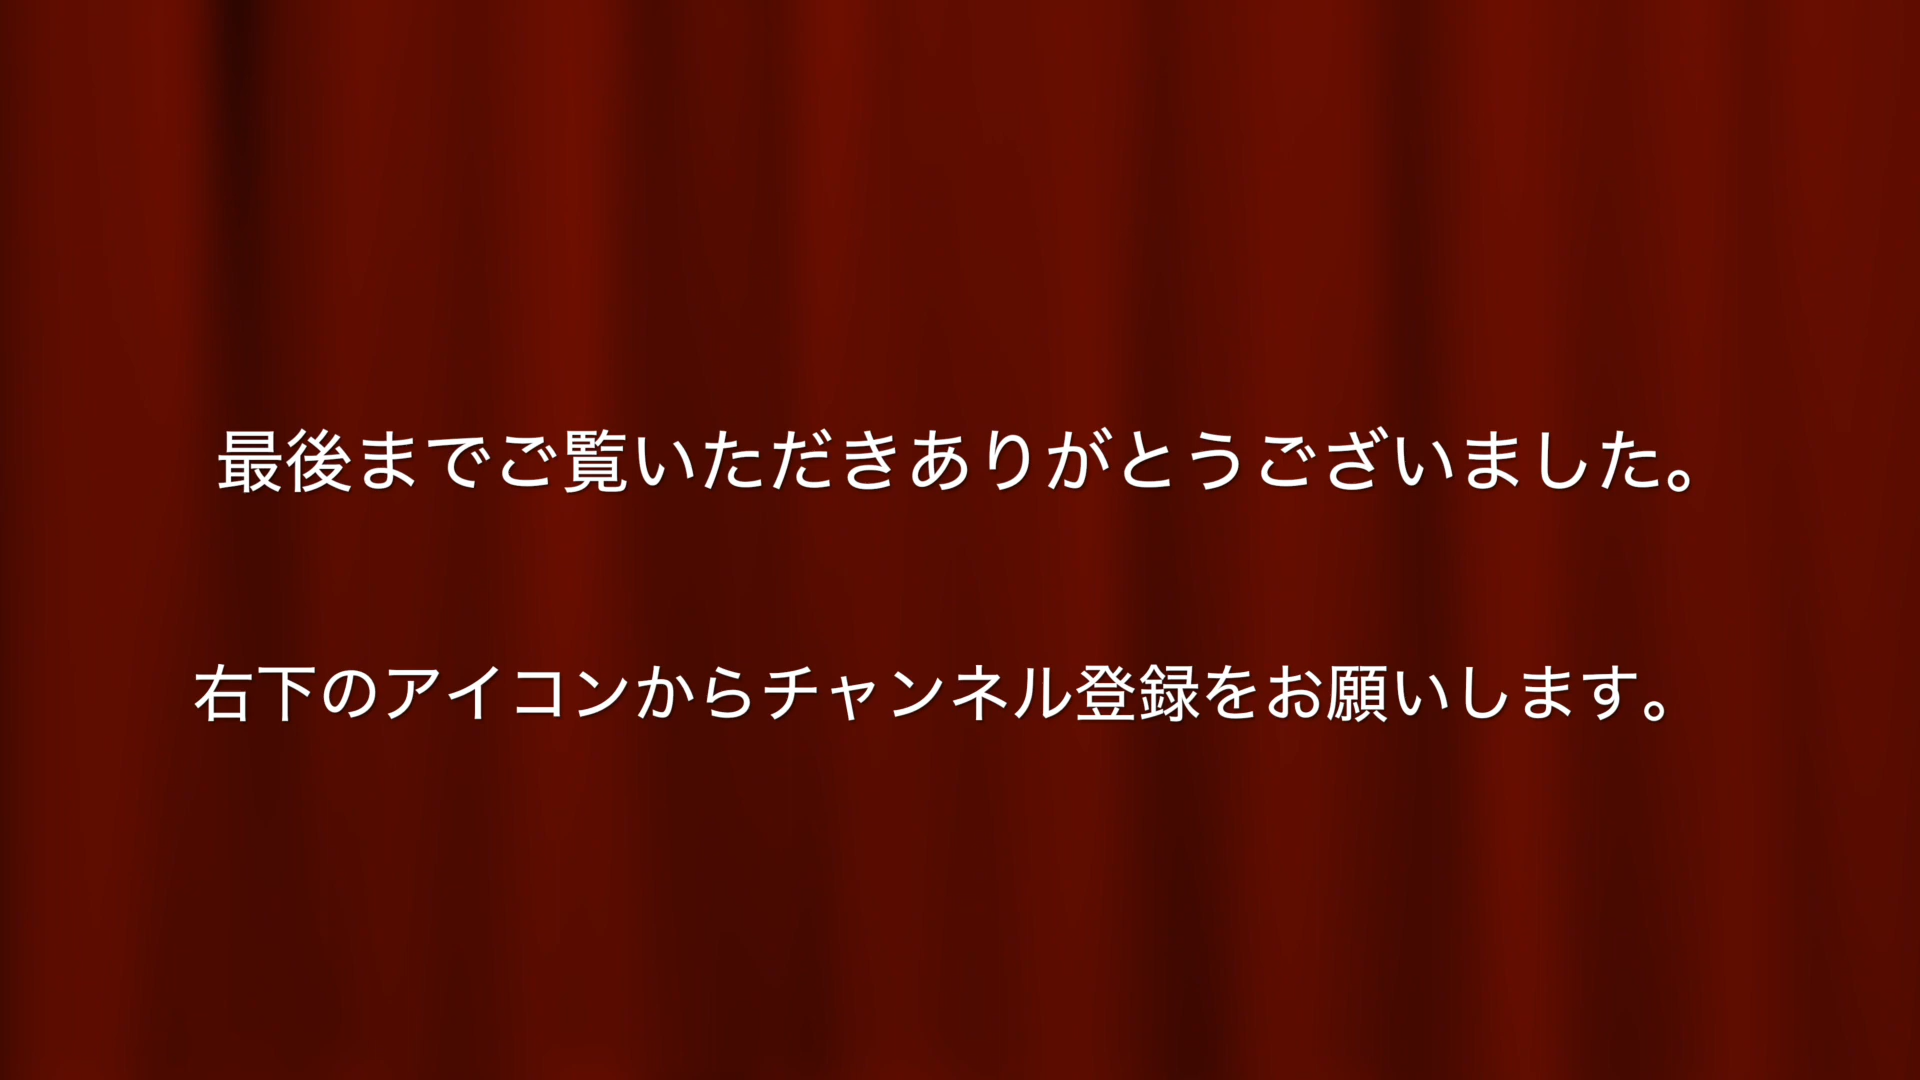 最後までご覧いただきありがとうございました。
右下のアイコンからチャンネル登録をお願いします。